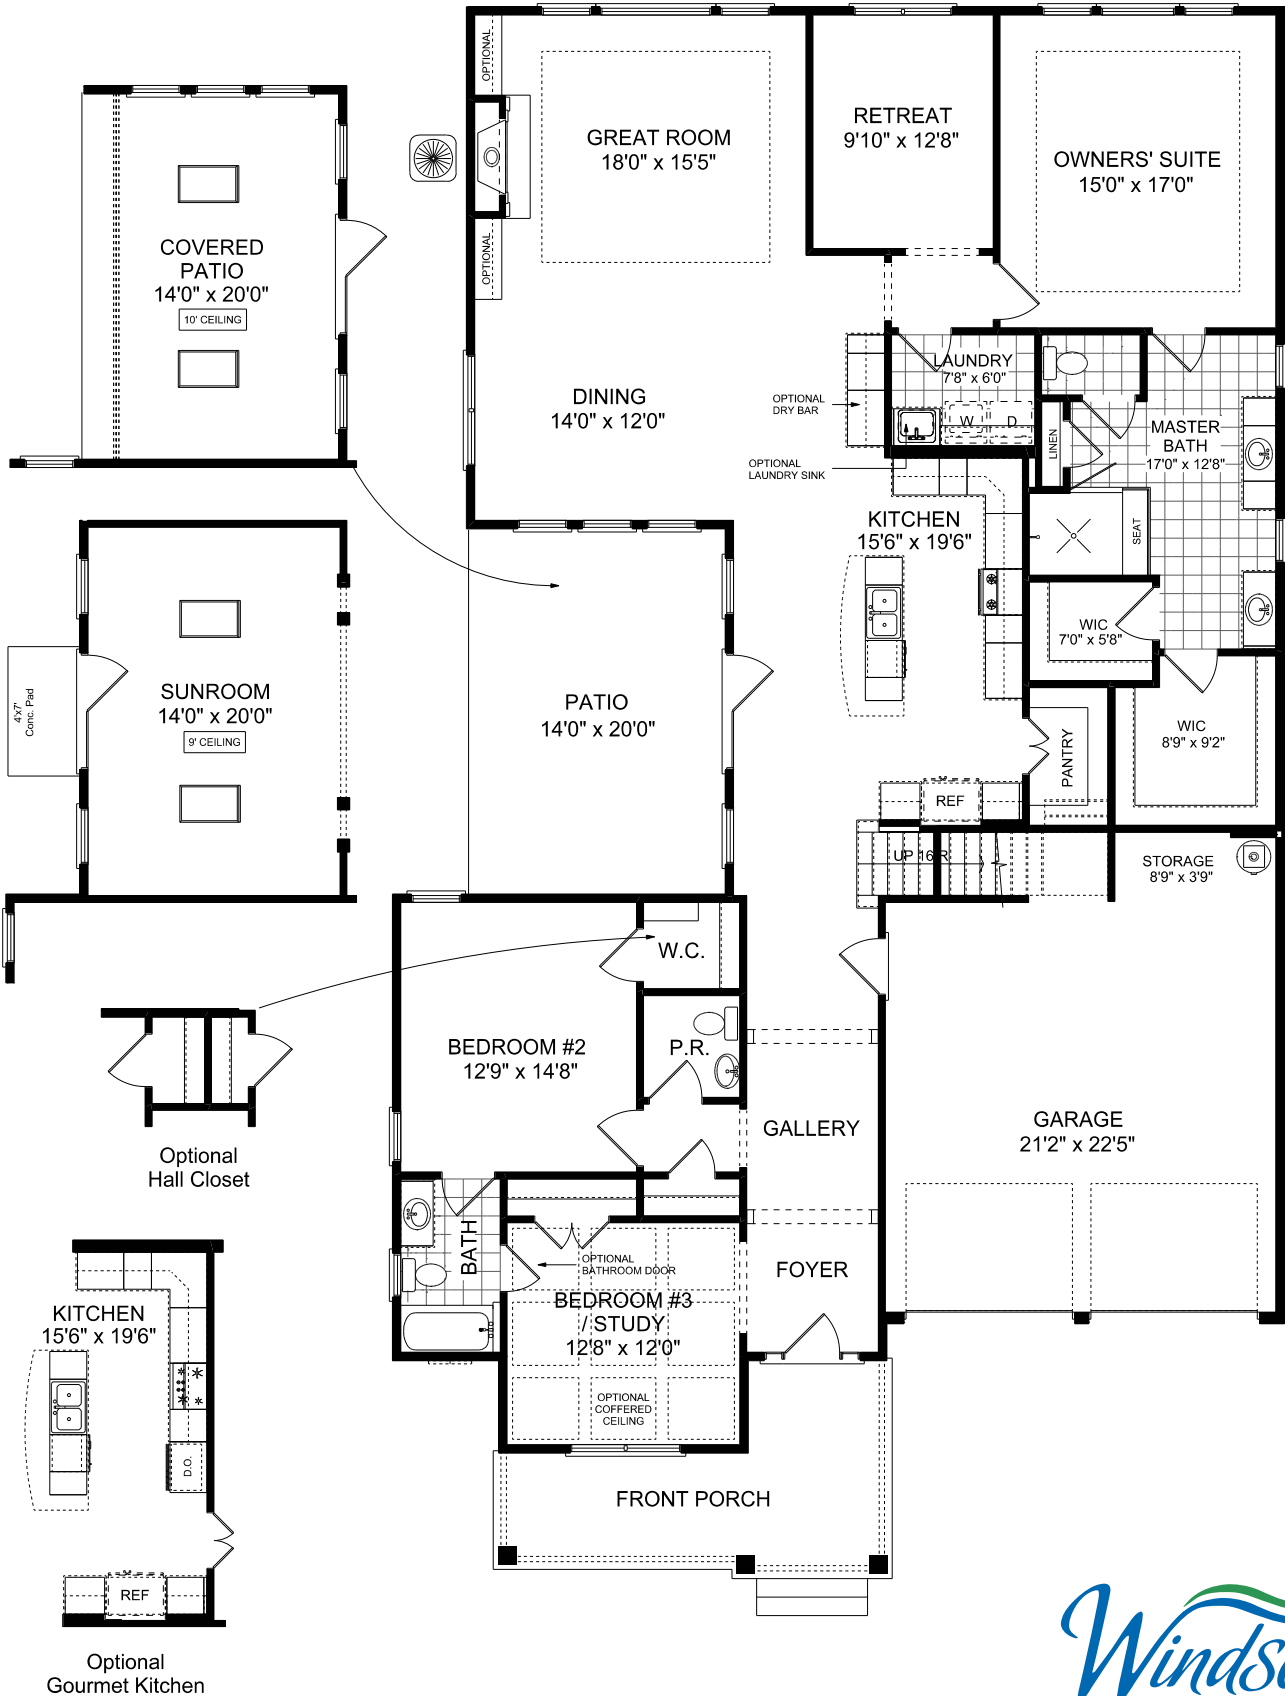 OPTIONAL
GREAT ROOM
18'0" x 15'5"
OPTIONAL
RETREAT
9'10" x 12'8"
OWNERS' SUITE
15'0" x 17'0"
COVERED
PATIO
14'0" x 20'0"
10' CEILING
DINING
14'0" x 12'0"
OPTIONAL
DRY BAR
OPTIONAL
LAUNDRY SINK
LAUNDRY
7'8" x 6'0"
W
D
LINEN
MASTER
BATH
17'0" x 12'8"
SEAT
KITCHEN
15'6" x 19'6"
WIC
7'0" x 5'8"
WIC
8'9" x 9'2"
PANTRY
REF
SUNROOM
14'0" x 20'0"
9' CEILING
4'x7'
Conc. Pad
PATIO
14'0" x 20'0"
UP 16 R
STORAGE
8'9" x 3'9"
W.C.
BEDROOM #2
12'9" x 14'8"
P.R.
GALLERY
GARAGE
21'2" x 22'5"
Optional
Hall Closet
BATH
OPTIONAL
BATHROOM DOOR
FOYER
BEDROOM #3
/ STUDY
12'8" x 12'0"
OPTIONAL
COFFERED
CEILING
FRONT PORCH
KITCHEN
15'6" x 19'6"
D.O.
REF
Optional
Gourmet Kitchen